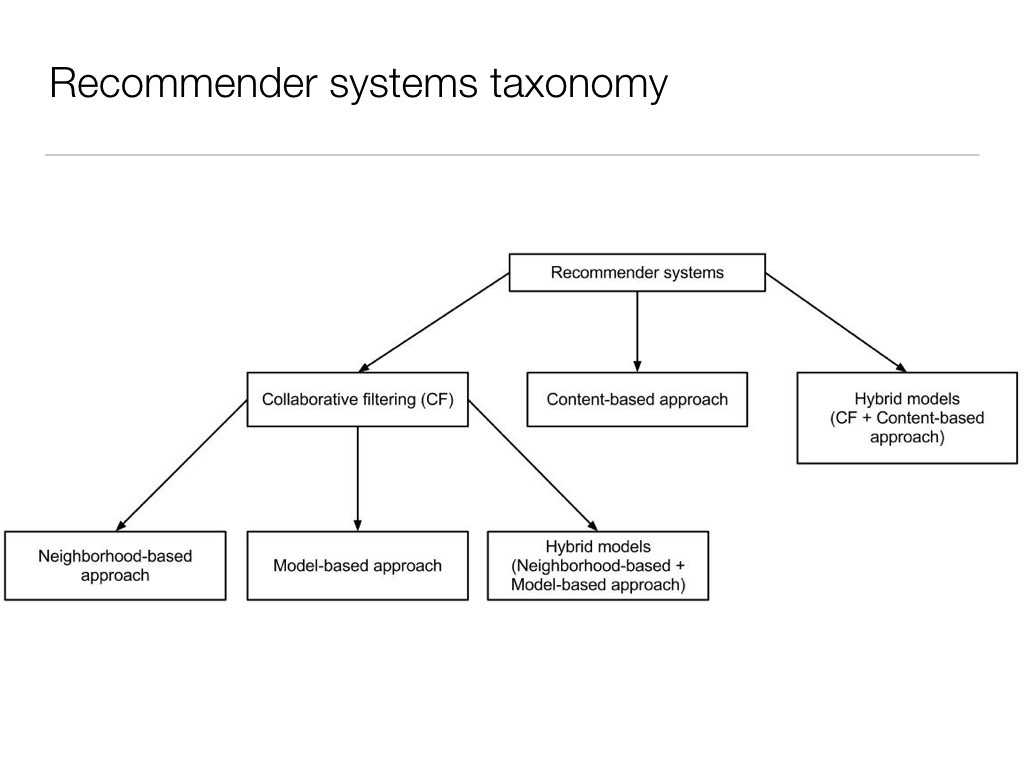 Recommender systems taxonomy
Recommender systems
Collaborative filtering (CF)
Content-based approach
Hybrid models
(CF + Content-based
approach)
Neighborhood-based
approach
Model-based approach
Hybrid models
(Neighborhood-based +
Model-based approach)